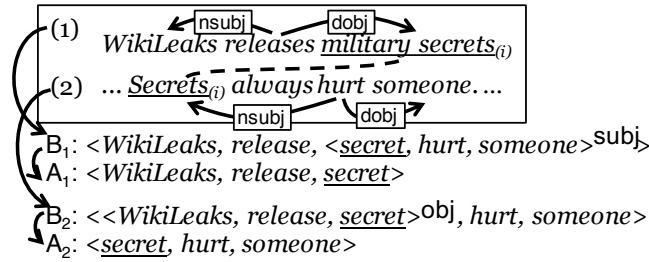 nsubj dobj
(1) WikiLeaks releases military secrets(i)
(2) ... Secrets(i) always hurt someone. ...
nsubj dobj
B1: <WikiLeaks, release, <secret, hurt, someone>subj>
A1: <WikiLeaks, release, secret>
B2: <<WikiLeaks, release, secret>obj, hurt, someone>
A2: <secret, hurt, someone>